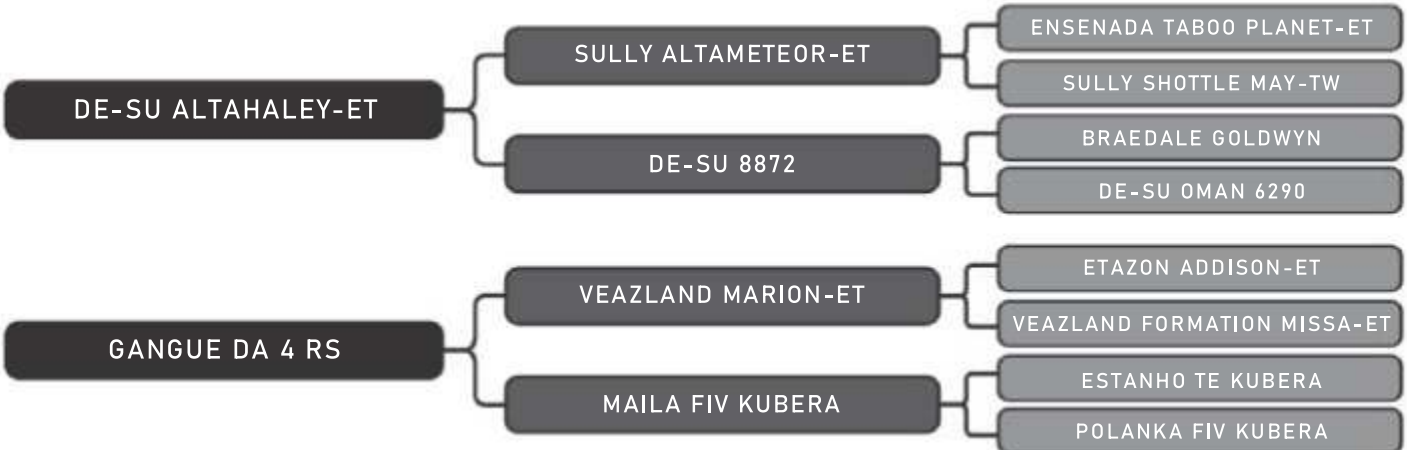 DE-SU ALTAHALEY-ET
SULLY ALTAMETEOR-ET
ENSENADA TABOO PLANET-ET
SULLY SHOTTLE MAY-TW
DE-SU 8872
BRAEDALE GOLDWYN
DE-SU OMAN 6290
GANGUE DA 4 RS
VEAZLAND MARION-ET
ETAZON ADDISON-ET
VEAZLAND FORMATION MISSA-ET
MAILA FIV KUBERA
ESTANHO TE KUBERA
POLANKA FIV KUBERA